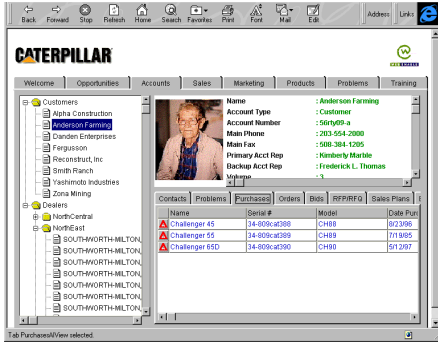 Back Forward Stop Refresh Home Search Favorites Print Font Mail Edit Address Links
CATERPILLAR
WEB ENABLE
Welcome Opportunities Accounts Sales Marketing Products Problems Training
Customers
Alpha Construction
Anderson Farming
Danden Enterprises
Fergusson
Reconstruct, Inc
Smith Ranch
Yashimoto Industries
Zona Mining
Dealers
NorthCentral
NorthEast
SOUTHWORTH-MILTON,
SOUTHWORTH-MILTON,
SOUTHWORTH-MILTON,
SOUTHWORTH-MILTON,
SOUTHWORTH-MILTON,
SOUTHWORTH-MILTON,
Name : Anderson Farming
Account Type : Customer
Account Number : 56rty09-a
Main Phone : 203-554-2000
Main Fax : 508-384-1205
Primary Acct Rep : Kimberly Marble
Backup Acct Rep : Frederick L. Thomas
Volume : 3
Contacts Problems Purchases Orders Bids RFP/RFQ Sales Plans
Name Serial # Model Date Purc
Challenger 45 34-809cat388 CH88 8/23/96
Challenger 55 34-809cat389 CH89 7/19/85
Challenger 65D 34-809cat390 CH90 5/12/97
Tab PurchasesAIView selected.